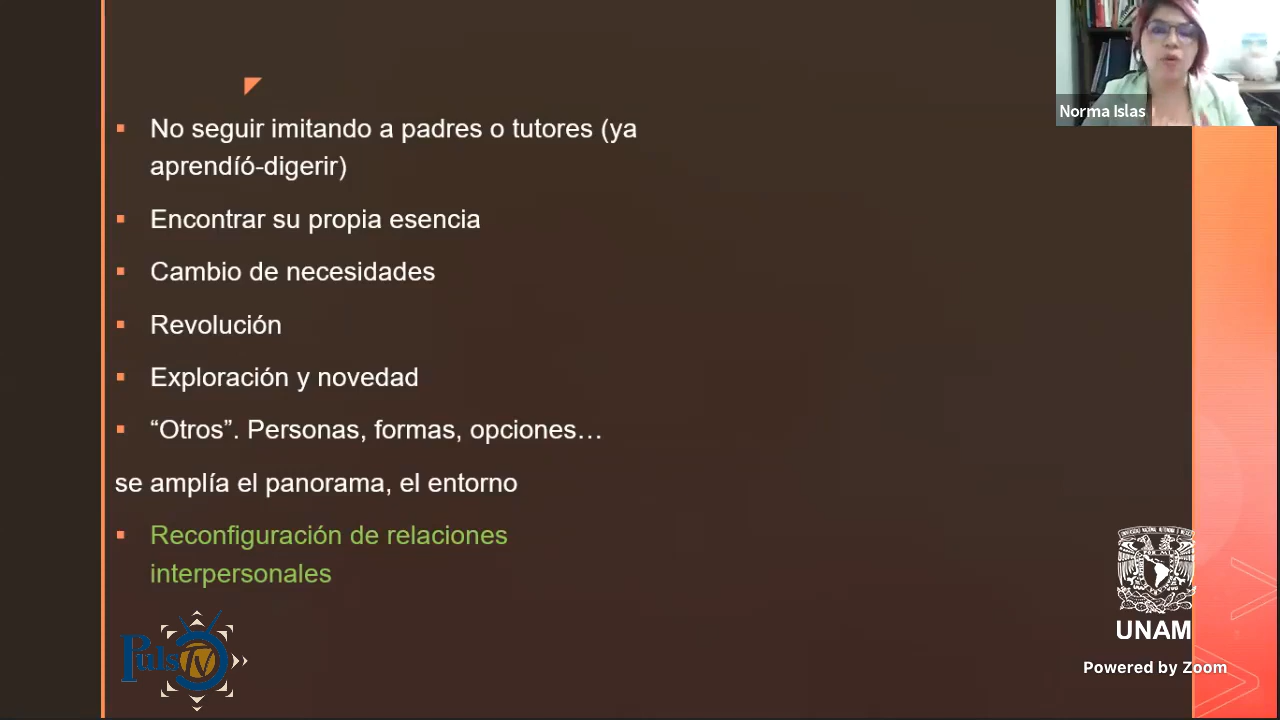 Norma Islas
No seguir imitando a padres o tutores (ya
aprendíó-digerir)
Encontrar su propia esencia
Cambio de necesidades
Revolución
Exploración y novedad
“Otros”. Personas, formas, opciones…
se amplía el panorama, el entorno
Reconfiguración de relaciones
interpersonales
Puls TV
UNAM
Powered by Zoom